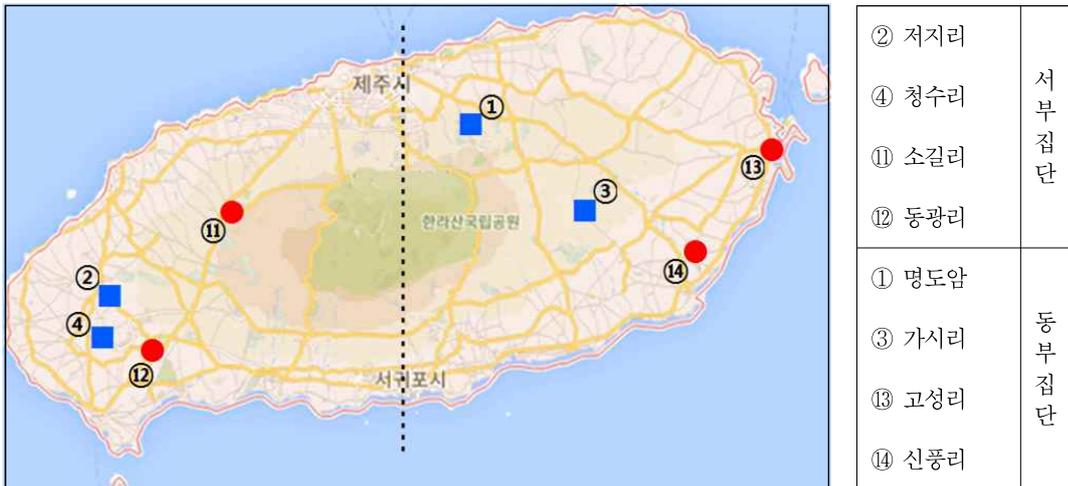 제주시
①
③
한라산국립공원
⑬
⑪
⑭
②
④
⑫
서귀포시
② 저지리
④ 청수리
⑪ 소길리
⑫ 동광리
서부집단
① 명도암
③ 가시리
⑬ 고성리
⑭ 신풍리
동부집단